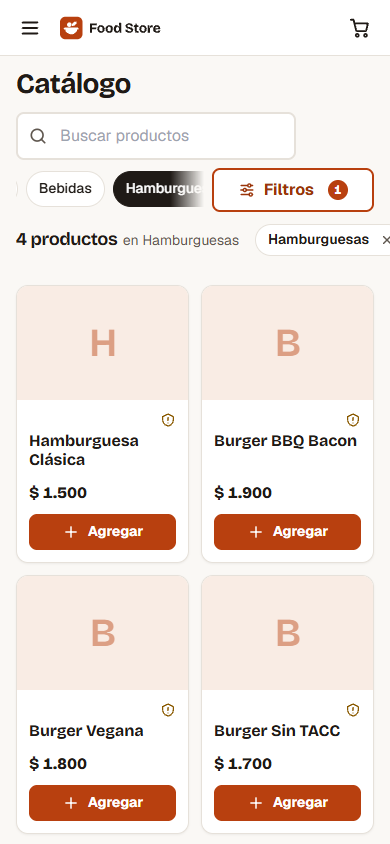 Food Store
Catálogo
Buscar productos
Bebidas
Hamburgue
Filtros 1
4 productos en Hamburguesas
Hamburguesas ×
H
B
Hamburguesa
Clásica
Burger BBQ Bacon
$ 1.500
$ 1.900
+ Agregar
+ Agregar
B
B
Burger Vegana
Burger Sin TACC
$ 1.800
$ 1.700
+ Agregar
+ Agregar